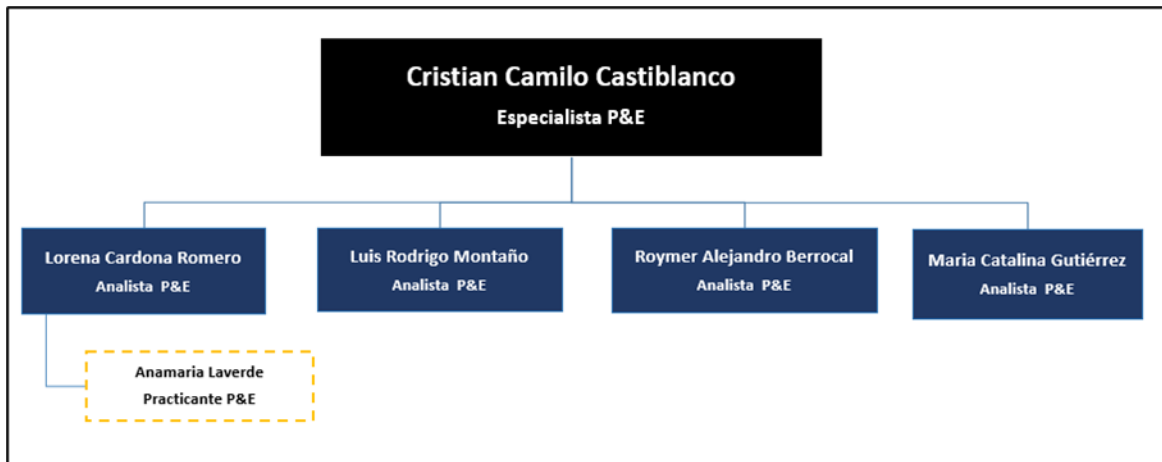 Cristian Camilo Castiblanco
Especialista P&E
Lorena Cardona Romero
Analista P&E
Luis Rodrigo Montaño
Analista P&E
Roymer Alejandro Berrocal
Analista P&E
Maria Catalina Gutiérrez
Analista P&E
Anamaria Laverde
Practicante P&E